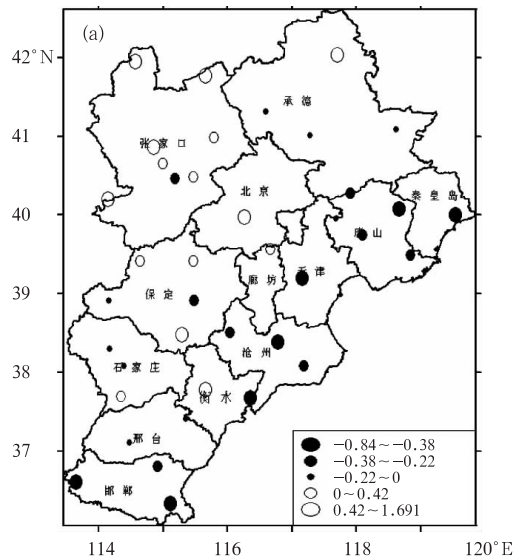 (a)
42°N
承德
41
张家口
北京
秦皇岛
40
唐山
廊坊
天津
保定
39
沧州
38
石家庄
衡水
邢台
37
邯郸
−0.84~−0.38
−0.38~−0.22
−0.22~0
0~0.42
0.42~1.691
114
116
118
120°E